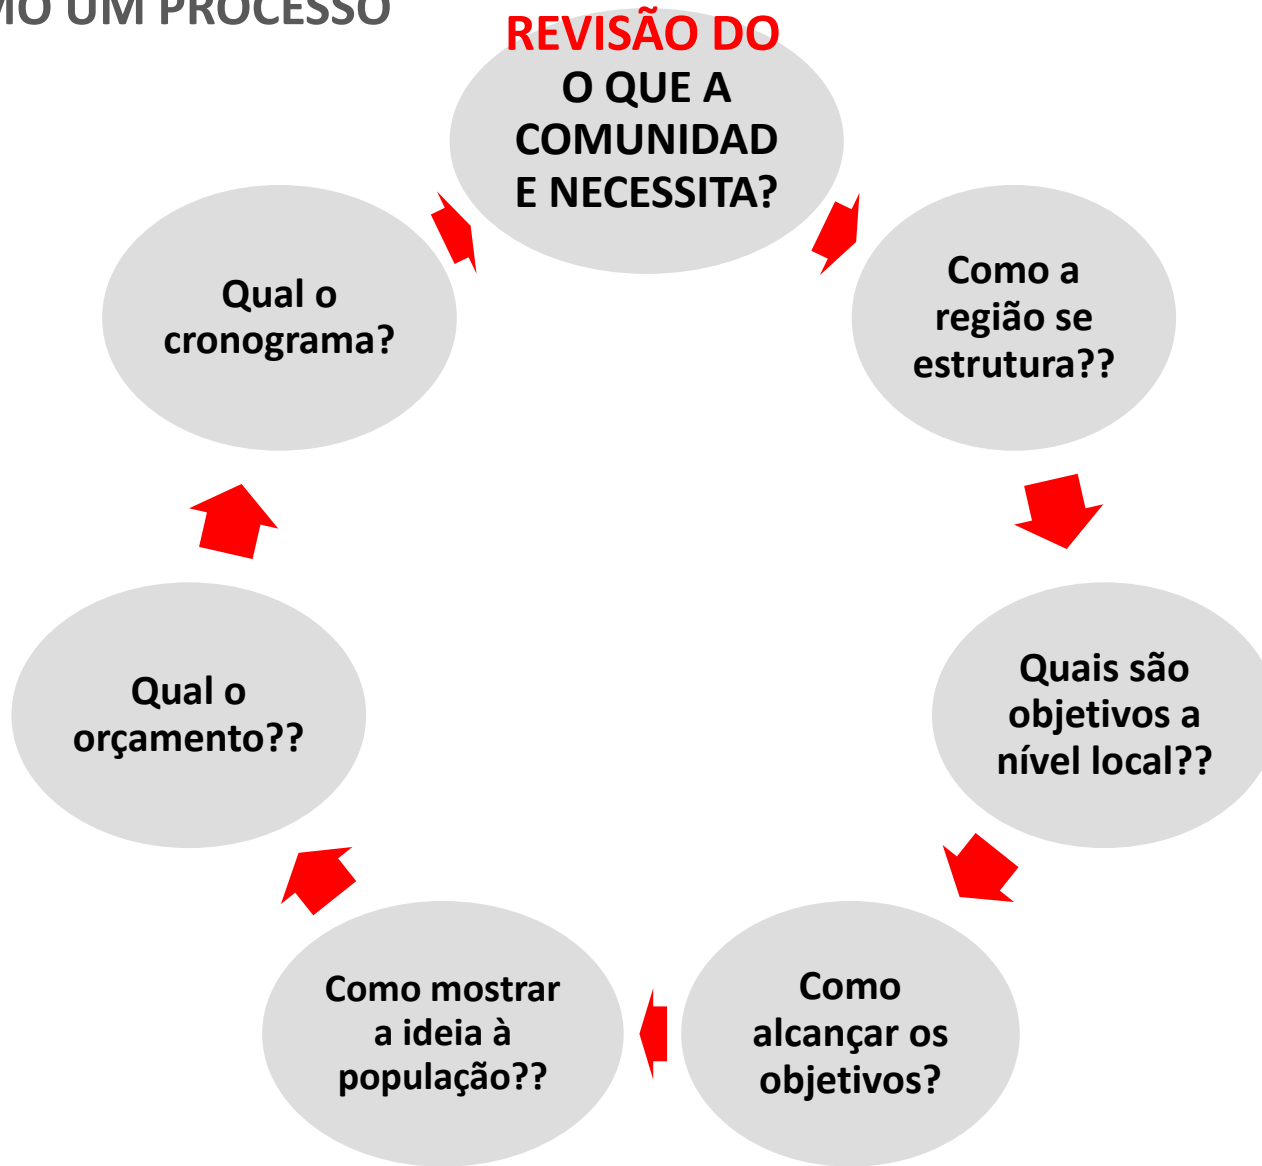 UM PROCESSO
REVISÃO DO
O QUE A
COMUNIDAD
E NECESSITA?
Como a
região se
estrutura??
Quais são
objetivos a
nível local??
Como
alcançar os
objetivos?
Como mostrar
a ideia à
população??
Qual o
orçamento??
Qual o
cronograma?